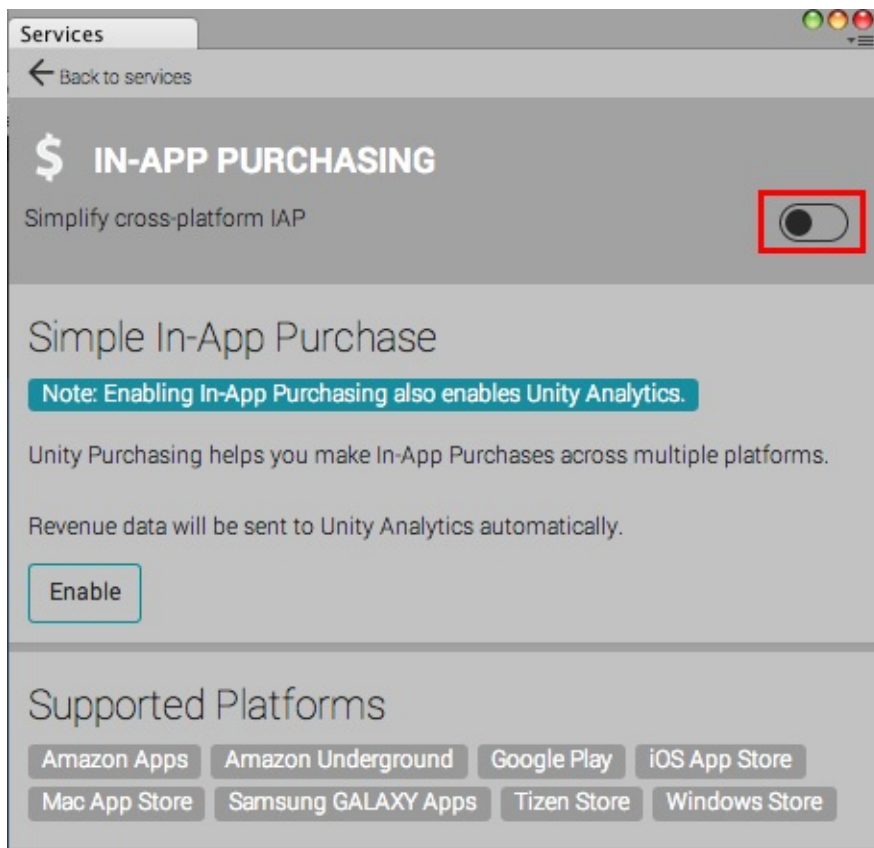 Services
Back to services
$ IN-APP PURCHASING
Simplify cross-platform IAP
Simple In-App Purchase
Note: Enabling In-App Purchasing also enables Unity Analytics.
Unity Purchasing helps you make In-App Purchases across multiple platforms.
Revenue data will be sent to Unity Analytics automatically.
Enable
Supported Platforms
Amazon Apps Amazon Underground Google Play iOS App Store
Mac App Store Samsung GALAXY Apps Tizen Store Windows Store